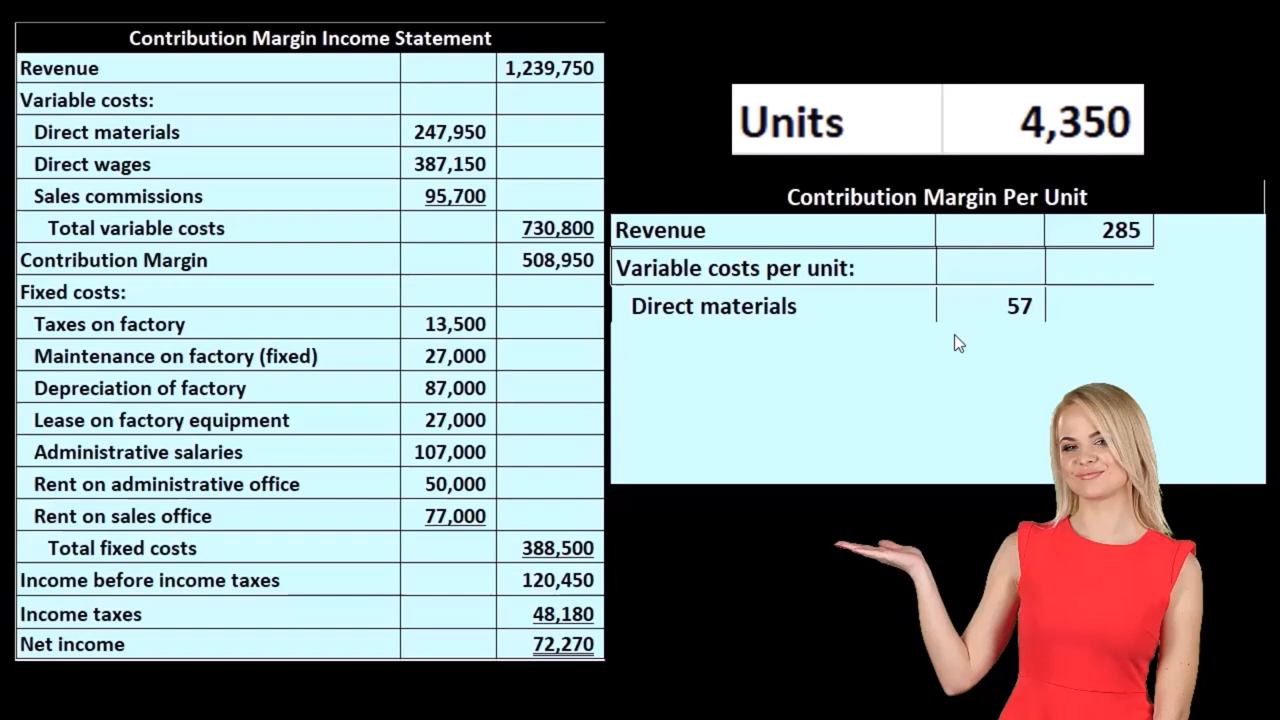 Contribution Margin Income Statement
Revenue 1,239,750
Variable costs:
Direct materials 247,950
Direct wages 387,150
Sales commissions 95,700
Total variable costs 730,800
Contribution Margin 508,950
Fixed costs:
Taxes on factory 13,500
Maintenance on factory (fixed) 27,000
Depreciation of factory 87,000
Lease on factory equipment 27,000
Administrative salaries 107,000
Rent on administrative office 50,000
Rent on sales office 77,000
Total fixed costs 388,500
Income before income taxes 120,450
Income taxes 48,180
Net income 72,270
Units 4,350
Contribution Margin Per Unit
Revenue 285
Variable costs per unit:
Direct materials 57